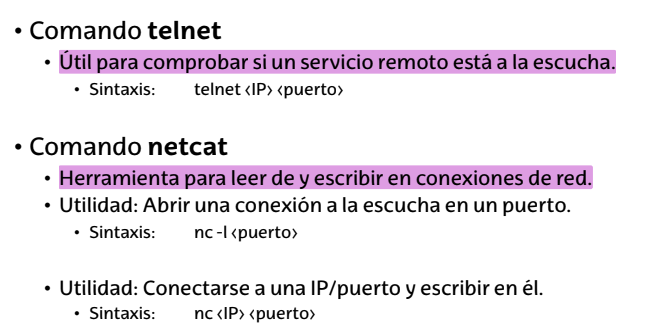 • Comando telnet
• Útil para comprobar si un servicio remoto está a la escucha.
• Sintaxis: telnet ‹IP› ‹puerto›
• Comando netcat
• Herramienta para leer de y escribir en conexiones de red.
• Utilidad: Abrir una conexión a la escucha en un puerto.
• Sintaxis: nc -l ‹puerto›
• Utilidad: Conectarse a una IP/puerto y escribir en él.
• Sintaxis: nc ‹IP› ‹puerto›